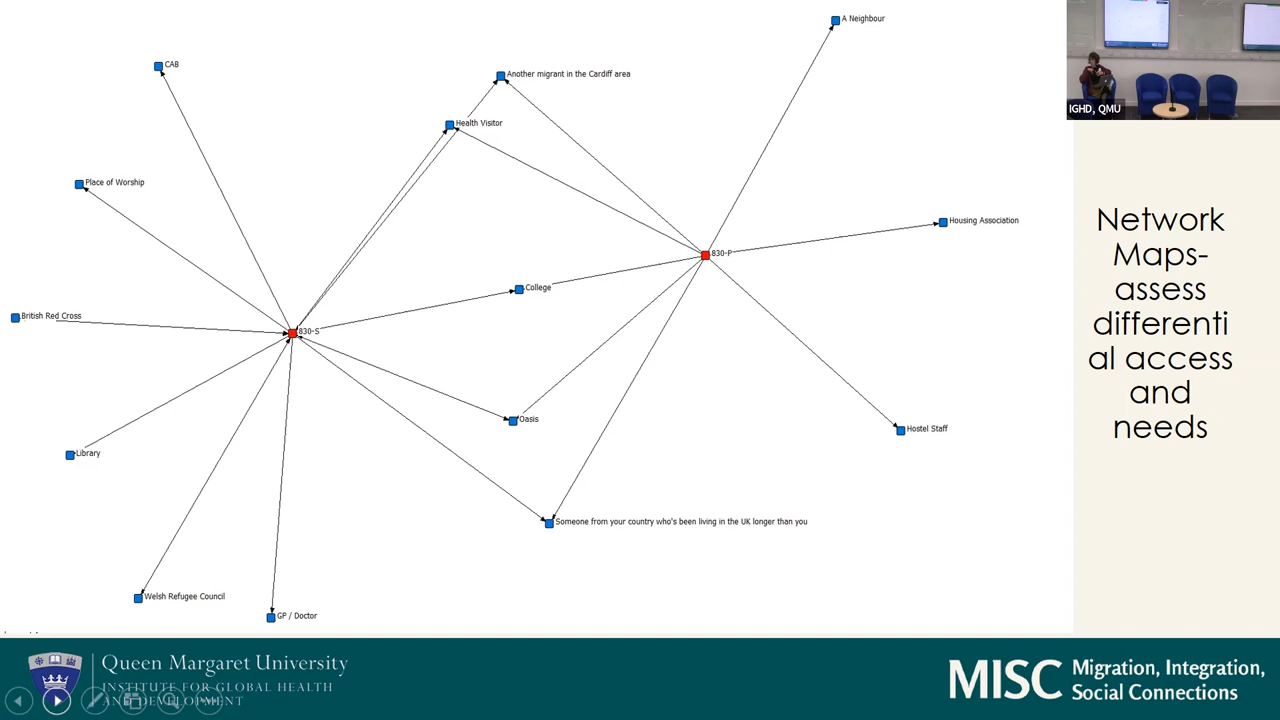 A Neighbour
CAB
Another migrant in the Cardiff area
IGHD, QMU
Health Visitor
Place of Worship
Network
Maps-
assess
differenti
al access
and
needs
Housing Association
830-P
College
British Red Cross
830-S
Oasis
Hostel Staff
Library
Someone from your country who's been living in the UK longer than you
Welsh Refugee Council
GP / Doctor
Queen Margaret University
INSTITUTE FOR GLOBAL HEALTH
AND DEVELOPMENT
MISC
Migration, Integration,
Social Connections